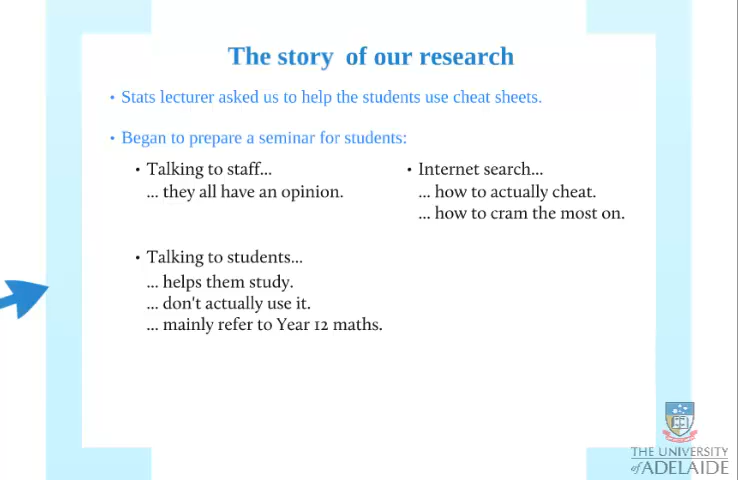 The story of our research
• Stats lecturer asked us to help the students use cheat sheets.
• Began to prepare a seminar for students:
• Talking to staff...
... they all have an opinion.
• Internet search...
... how to actually cheat.
... how to cram the most on.
• Talking to students...
... helps them study.
... don't actually use it.
... mainly refer to Year 12 maths.
THE UNIVERSITY
of ADELAIDE